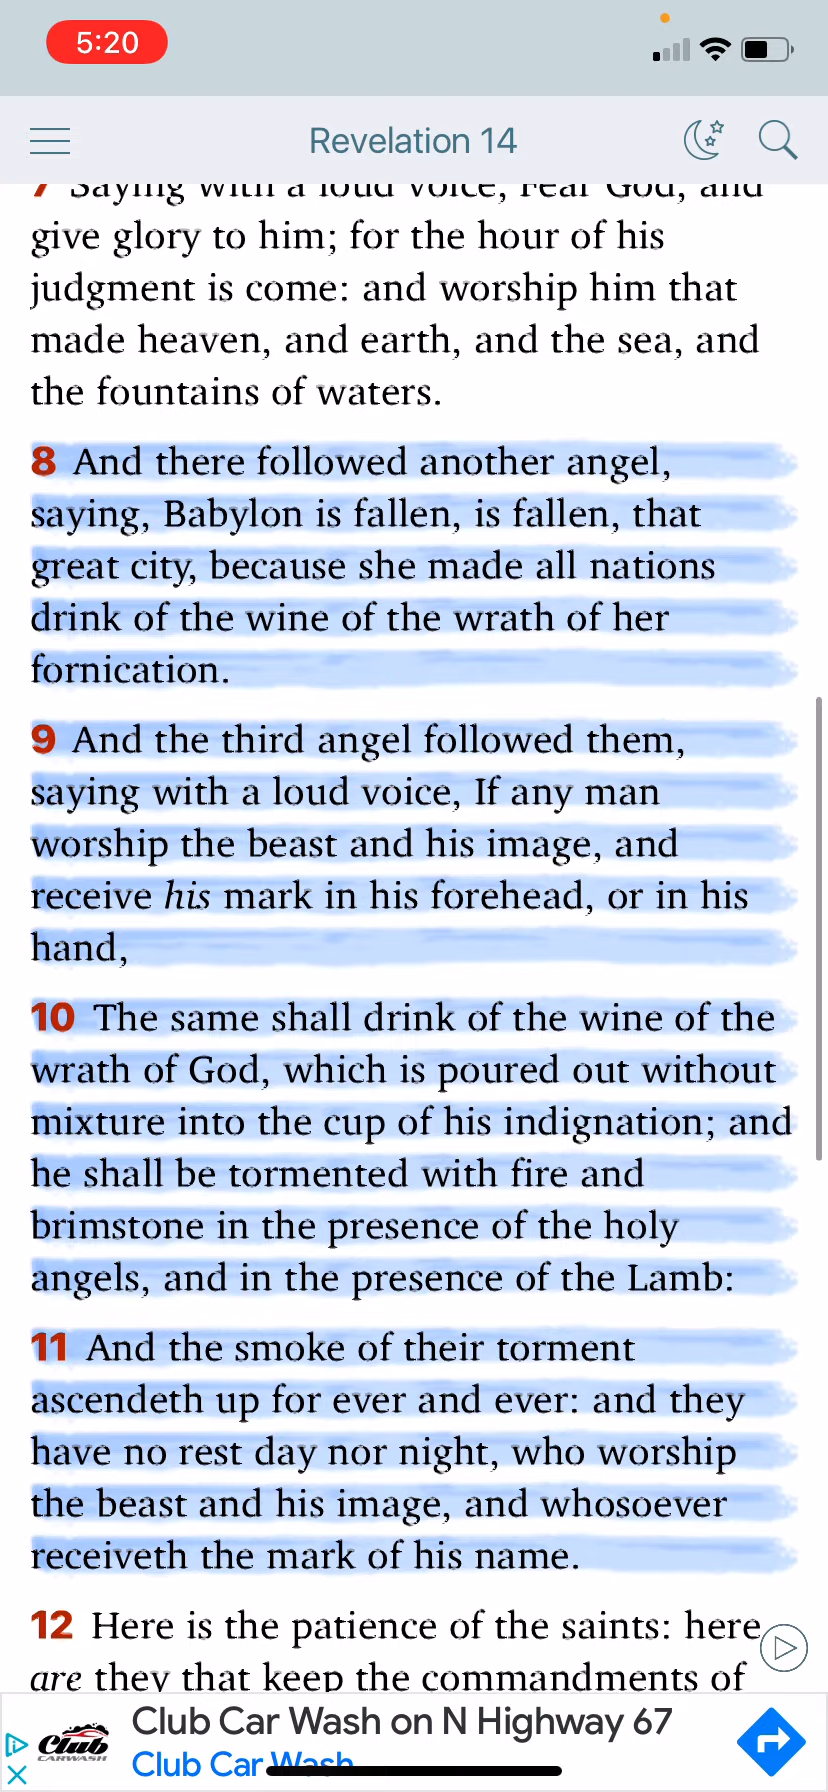 5:20
Revelation 14
7 Saying with a loud voice, Fear God, and
give glory to him; for the hour of his
judgment is come: and worship him that
made heaven, and earth, and the sea, and
the fountains of waters.
8 And there followed another angel,
saying, Babylon is fallen, is fallen, that
great city, because she made all nations
drink of the wine of the wrath of her
fornication.
9 And the third angel followed them,
saying with a loud voice, If any man
worship the beast and his image, and
receive his mark in his forehead, or in his
hand,
10 The same shall drink of the wine of the
wrath of God, which is poured out without
mixture into the cup of his indignation; and
he shall be tormented with fire and
brimstone in the presence of the holy
angels, and in the presence of the Lamb:
11 And the smoke of their torment
ascendeth up for ever and ever: and they
have no rest day nor night, who worship
the beast and his image, and whosoever
receiveth the mark of his name.
12 Here is the patience of the saints: here
are they that keep the commandments of
Club Car Wash on N Highway 67
Club CARWASH
Club Car Wash